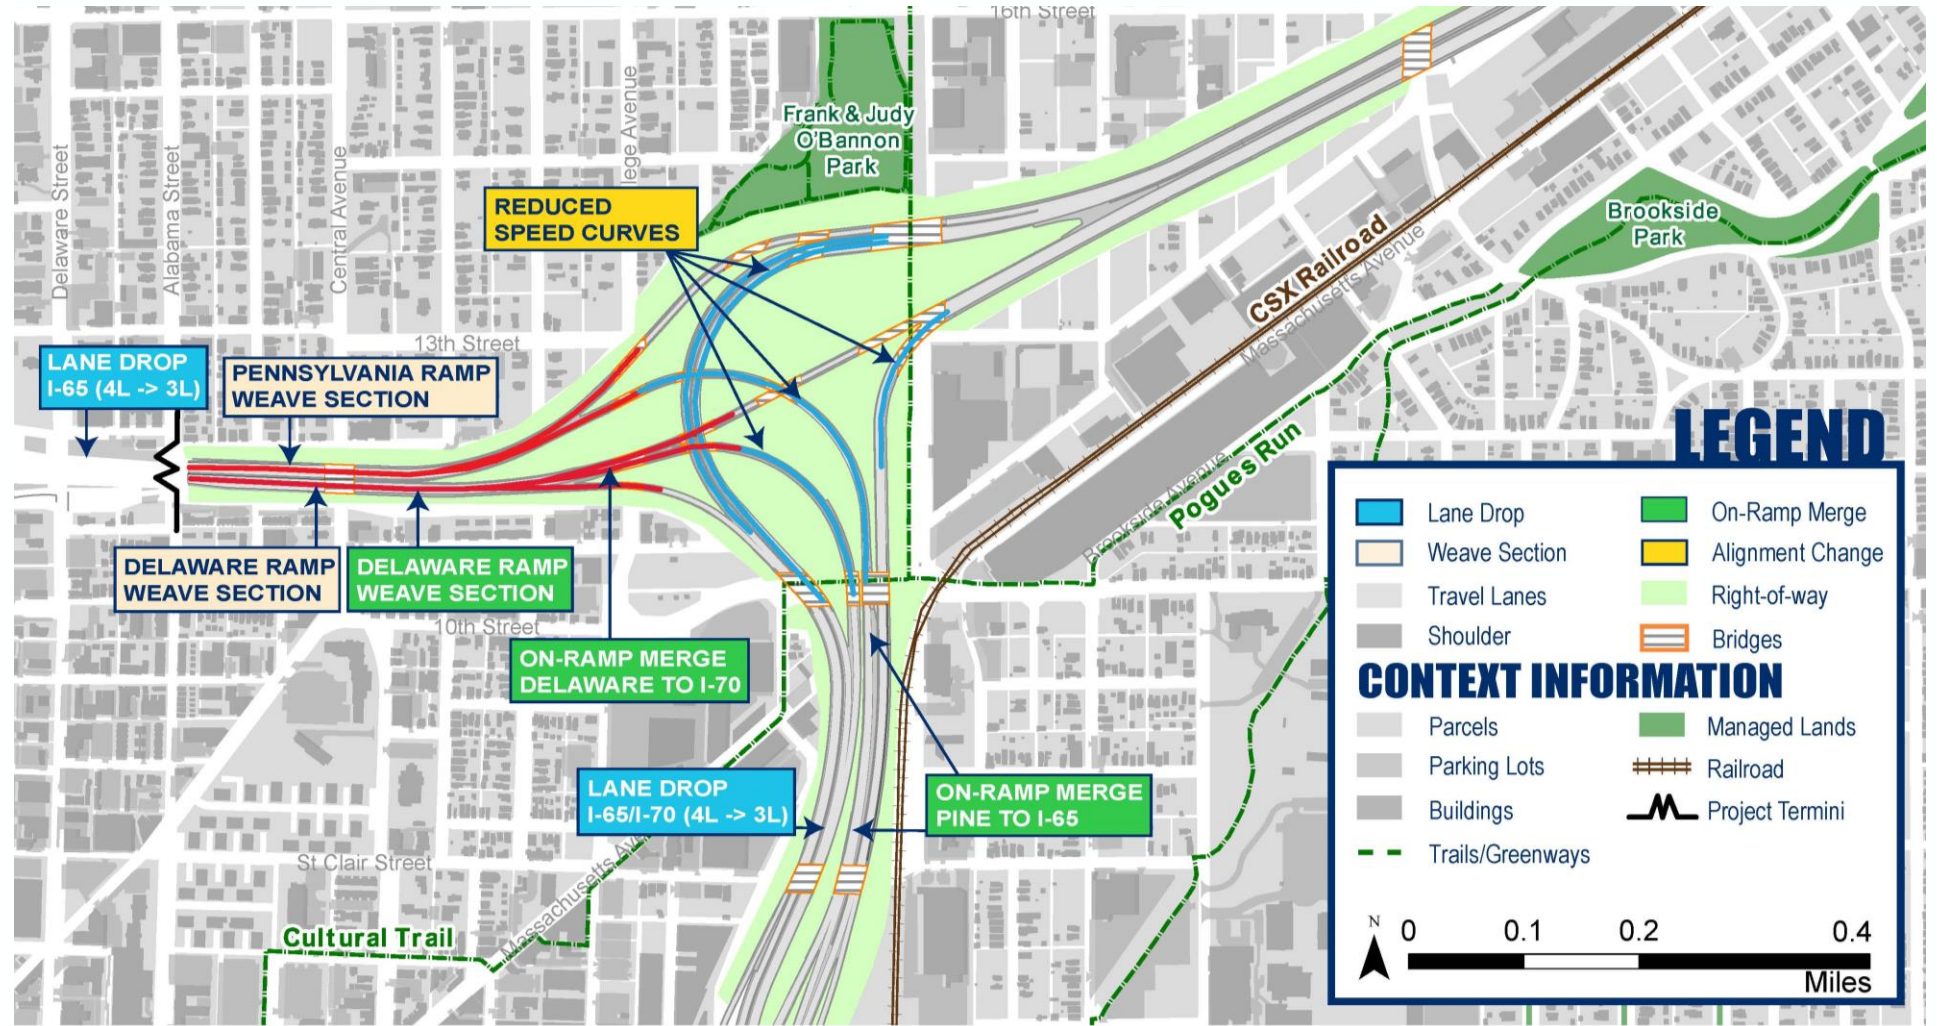 16th Street
Frank & Judy
O'Bannon
Park
llege Avenue
Delaware Street
Alabama Street
Central Avenue
REDUCED
SPEED CURVES
Brookside
Park
CSX Railroad
Massachusetts Avenue
13th Street
LANE DROP
I-65 (4L -> 3L)
PENNSYLVANIA RAMP
WEAVE SECTION
Pogues Run
Brookside Avenue
DELAWARE RAMP
WEAVE SECTION
DELAWARE RAMP
WEAVE SECTION
10th Street
ON-RAMP MERGE
DELAWARE TO I-70
LANE DROP
I-65/I-70 (4L -> 3L)
ON-RAMP MERGE
PINE TO I-65
St Clair Street
Massachusetts Ave
Cultural Trail
LEGEND
Lane Drop
On-Ramp Merge
Weave Section
Alignment Change
Travel Lanes
Right-of-way
Shoulder
Bridges
CONTEXT INFORMATION
Parcels
Managed Lands
Parking Lots
Railroad
Buildings
Project Termini
Trails/Greenways
N
0 0.1 0.2 0.4
Miles